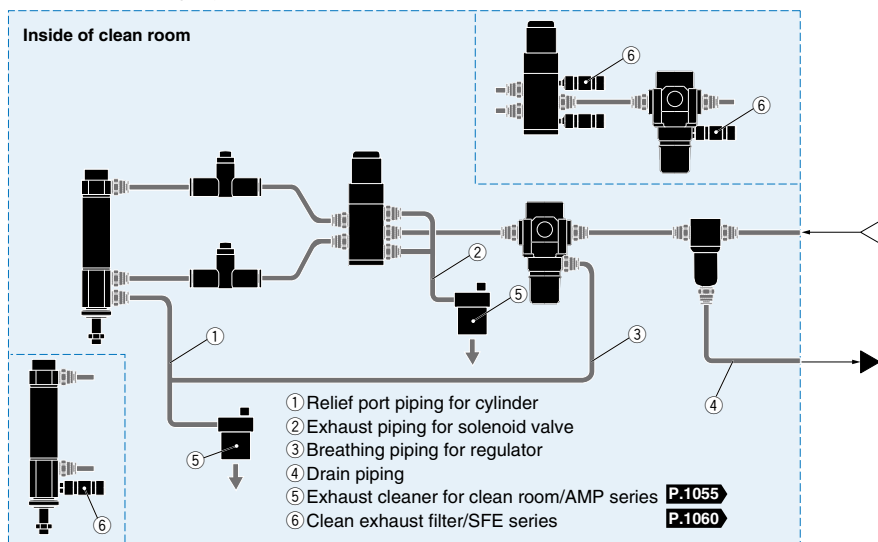 Inside of clean room
⑥
⑥
②
⑤
①
③
④
⑤
⑥
①Relief port piping for cylinder
②Exhaust piping for solenoid valve
③Breathing piping for regulator
④Drain piping
⑤Exhaust cleaner for clean room/AMP series P.1055
⑥Clean exhaust filter/SFE series P.1060